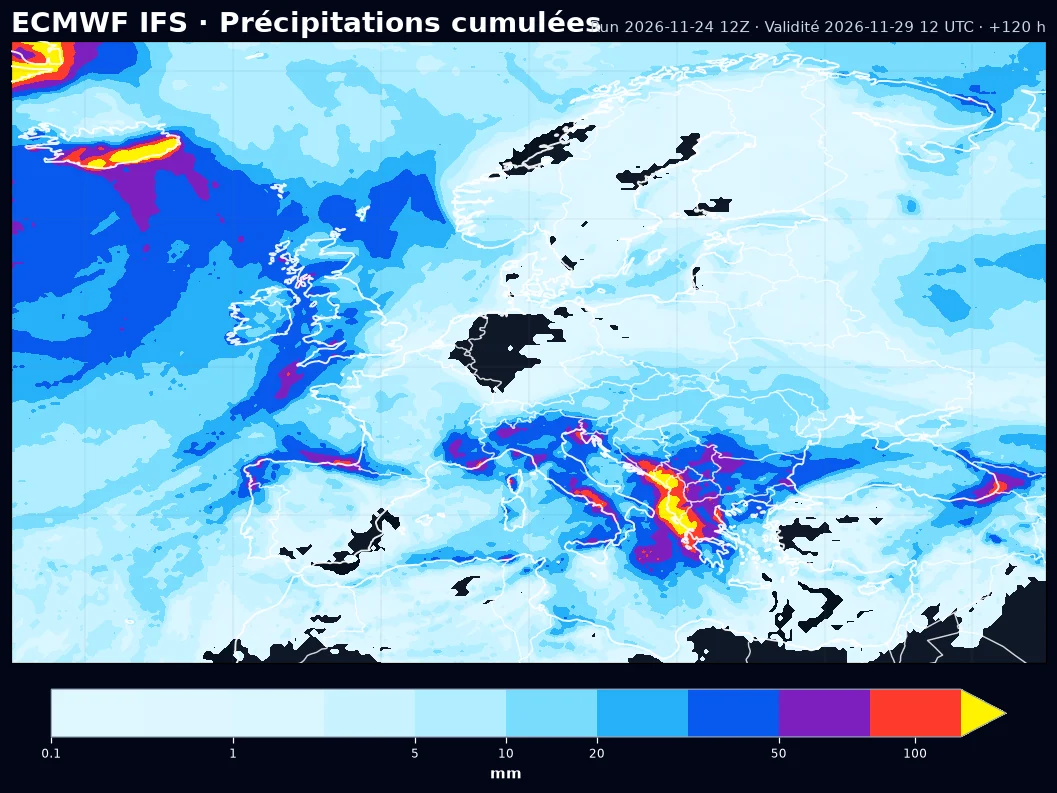 ECMWF IFS · Précipitations cumulées
Run 2026-11-24 12Z · Validité 2026-11-29 12 UTC · +120 h
0.1 1 5 10 20 50 100
mm